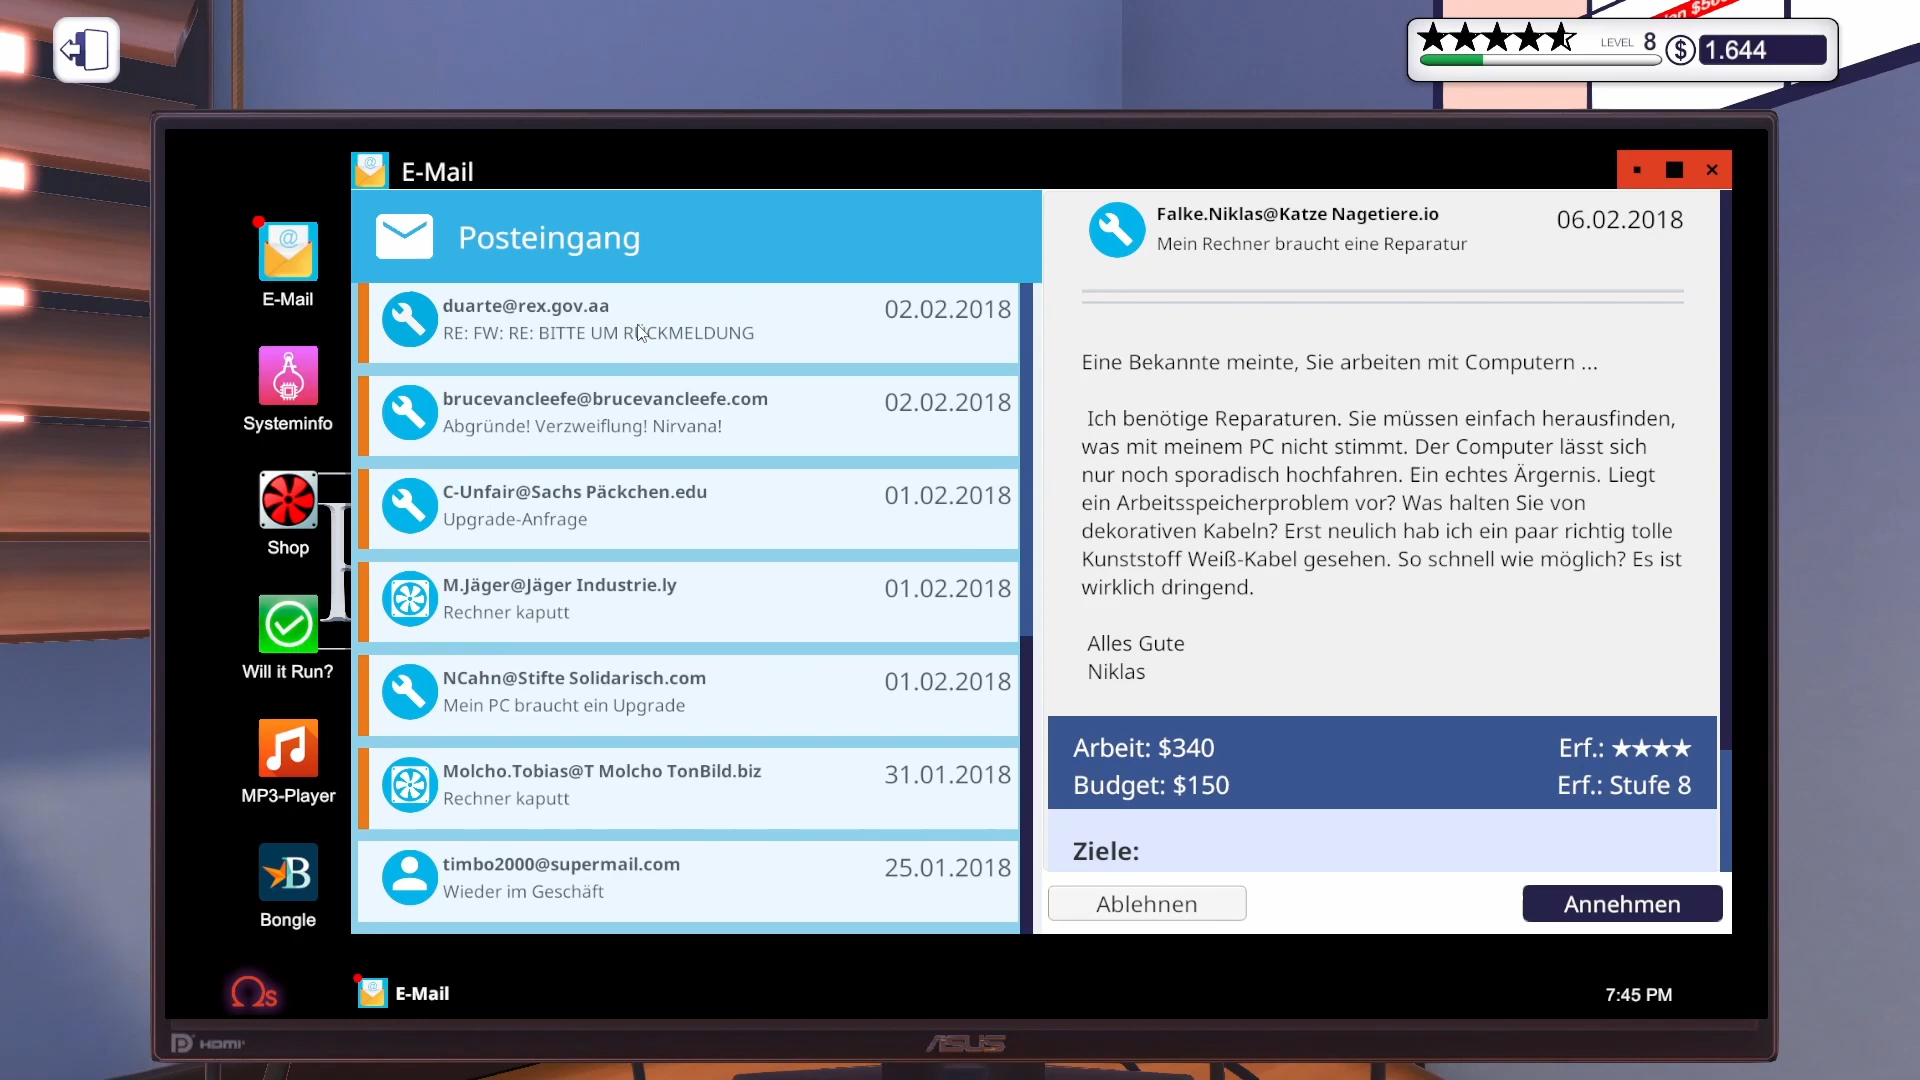 LEVEL 8
$ 1.644
E-Mail
E-Mail
Systeminfo
Shop
Will it Run?
MP3-Player
Bongle
Posteingang
duarte@rex.gov.aa
02.02.2018
RE: FW: RE: BITTE UM RÜCKMELDUNG
brucevancleefe@brucevancleefe.com
02.02.2018
Abgründe! Verzweiflung! Nirvana!
C-Unfair@Sachs Päckchen.edu
01.02.2018
Upgrade-Anfrage
M.Jäger@Jäger Industrie.ly
01.02.2018
Rechner kaputt
NCahn@Stifte Solidarisch.com
01.02.2018
Mein PC braucht ein Upgrade
Molcho.Tobias@T Molcho TonBild.biz
31.01.2018
Rechner kaputt
timbo2000@supermail.com
25.01.2018
Wieder im Geschäft
Falke.Niklas@Katze Nagetiere.io
06.02.2018
Mein Rechner braucht eine Reparatur
Eine Bekannte meinte, Sie arbeiten mit Computern ...
Ich benötige Reparaturen. Sie müssen einfach herausfinden,
was mit meinem PC nicht stimmt. Der Computer lässt sich
nur noch sporadisch hochfahren. Ein echtes Ärgernis. Liegt
ein Arbeitsspeicherproblem vor? Was halten Sie von
dekorativen Kabeln? Erst neulich hab ich ein paar richtig tolle
Kunststoff Weiß-Kabel gesehen. So schnell wie möglich? Es ist
wirklich dringend.
Alles Gute
Niklas
Arbeit: $340
Erf.: ★★★★
Budget: $150
Erf.: Stufe 8
Ziele:
Ablehnen
Annehmen
Ωs
E-Mail
7:45 PM
HDMI
ASUS